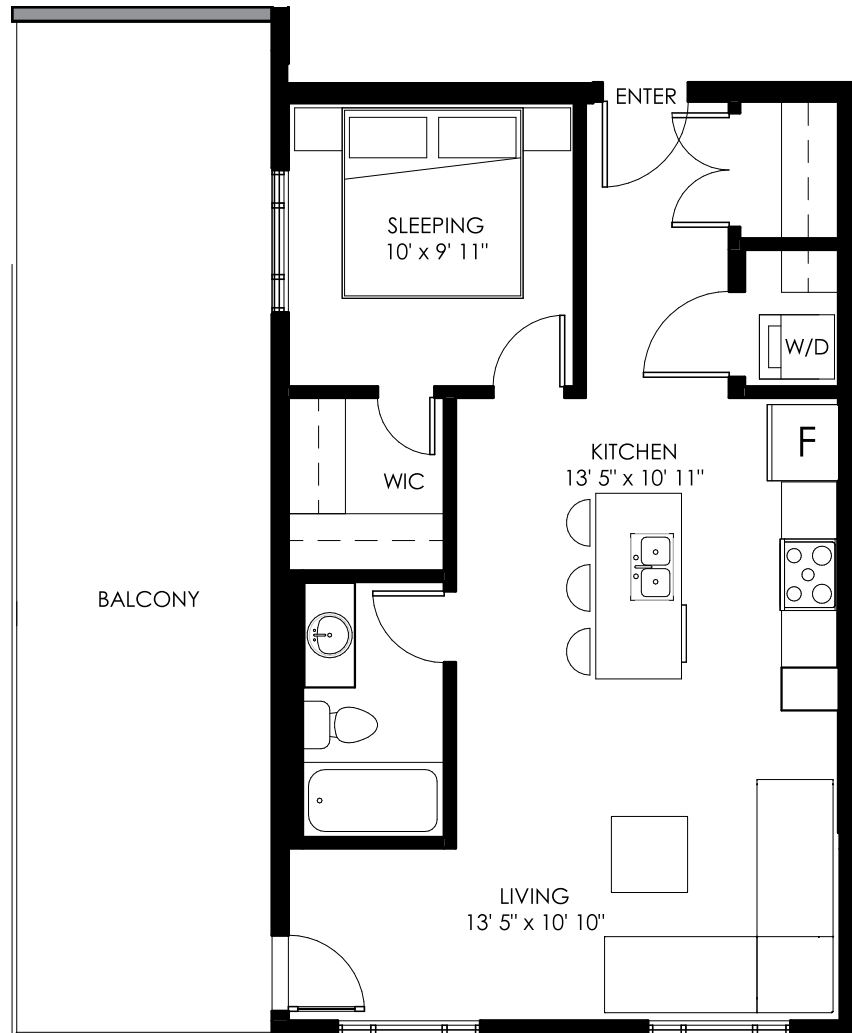 ENTER
SLEEPING
10' x 9' 11"
W/D
KITCHEN
13' 5" x 10' 11"
F
WIC
BALCONY
LIVING
13' 5" x 10' 10"